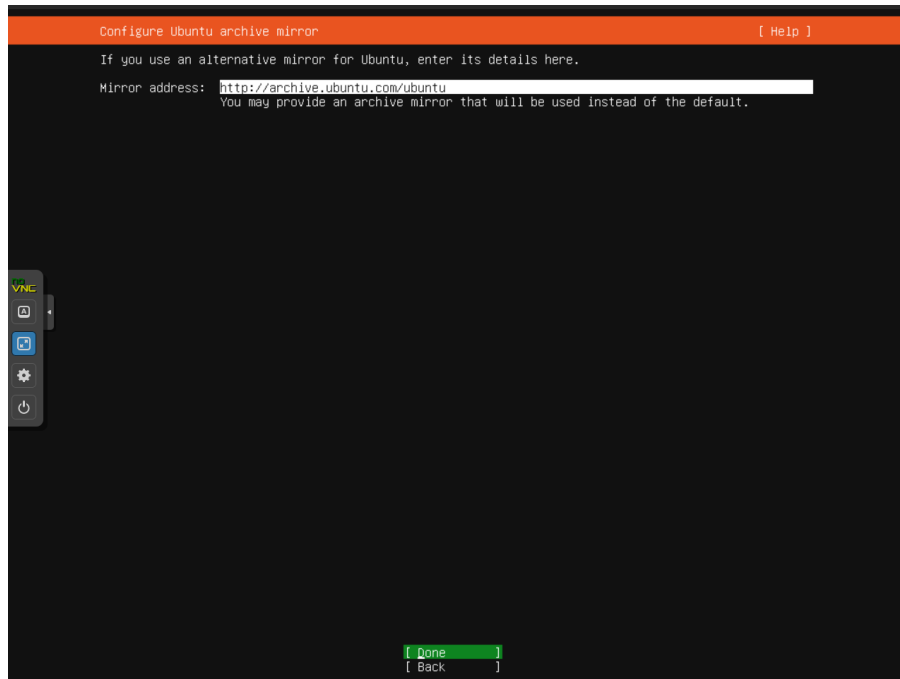 Configure Ubuntu archive mirror [ Help ]
If you use an alternative mirror for Ubuntu, enter its details here.
Mirror address: http://archive.ubuntu.com/ubuntu
You may provide an archive mirror that will be used instead of the default.
VNC
A
[ Done ]
[ Back ]